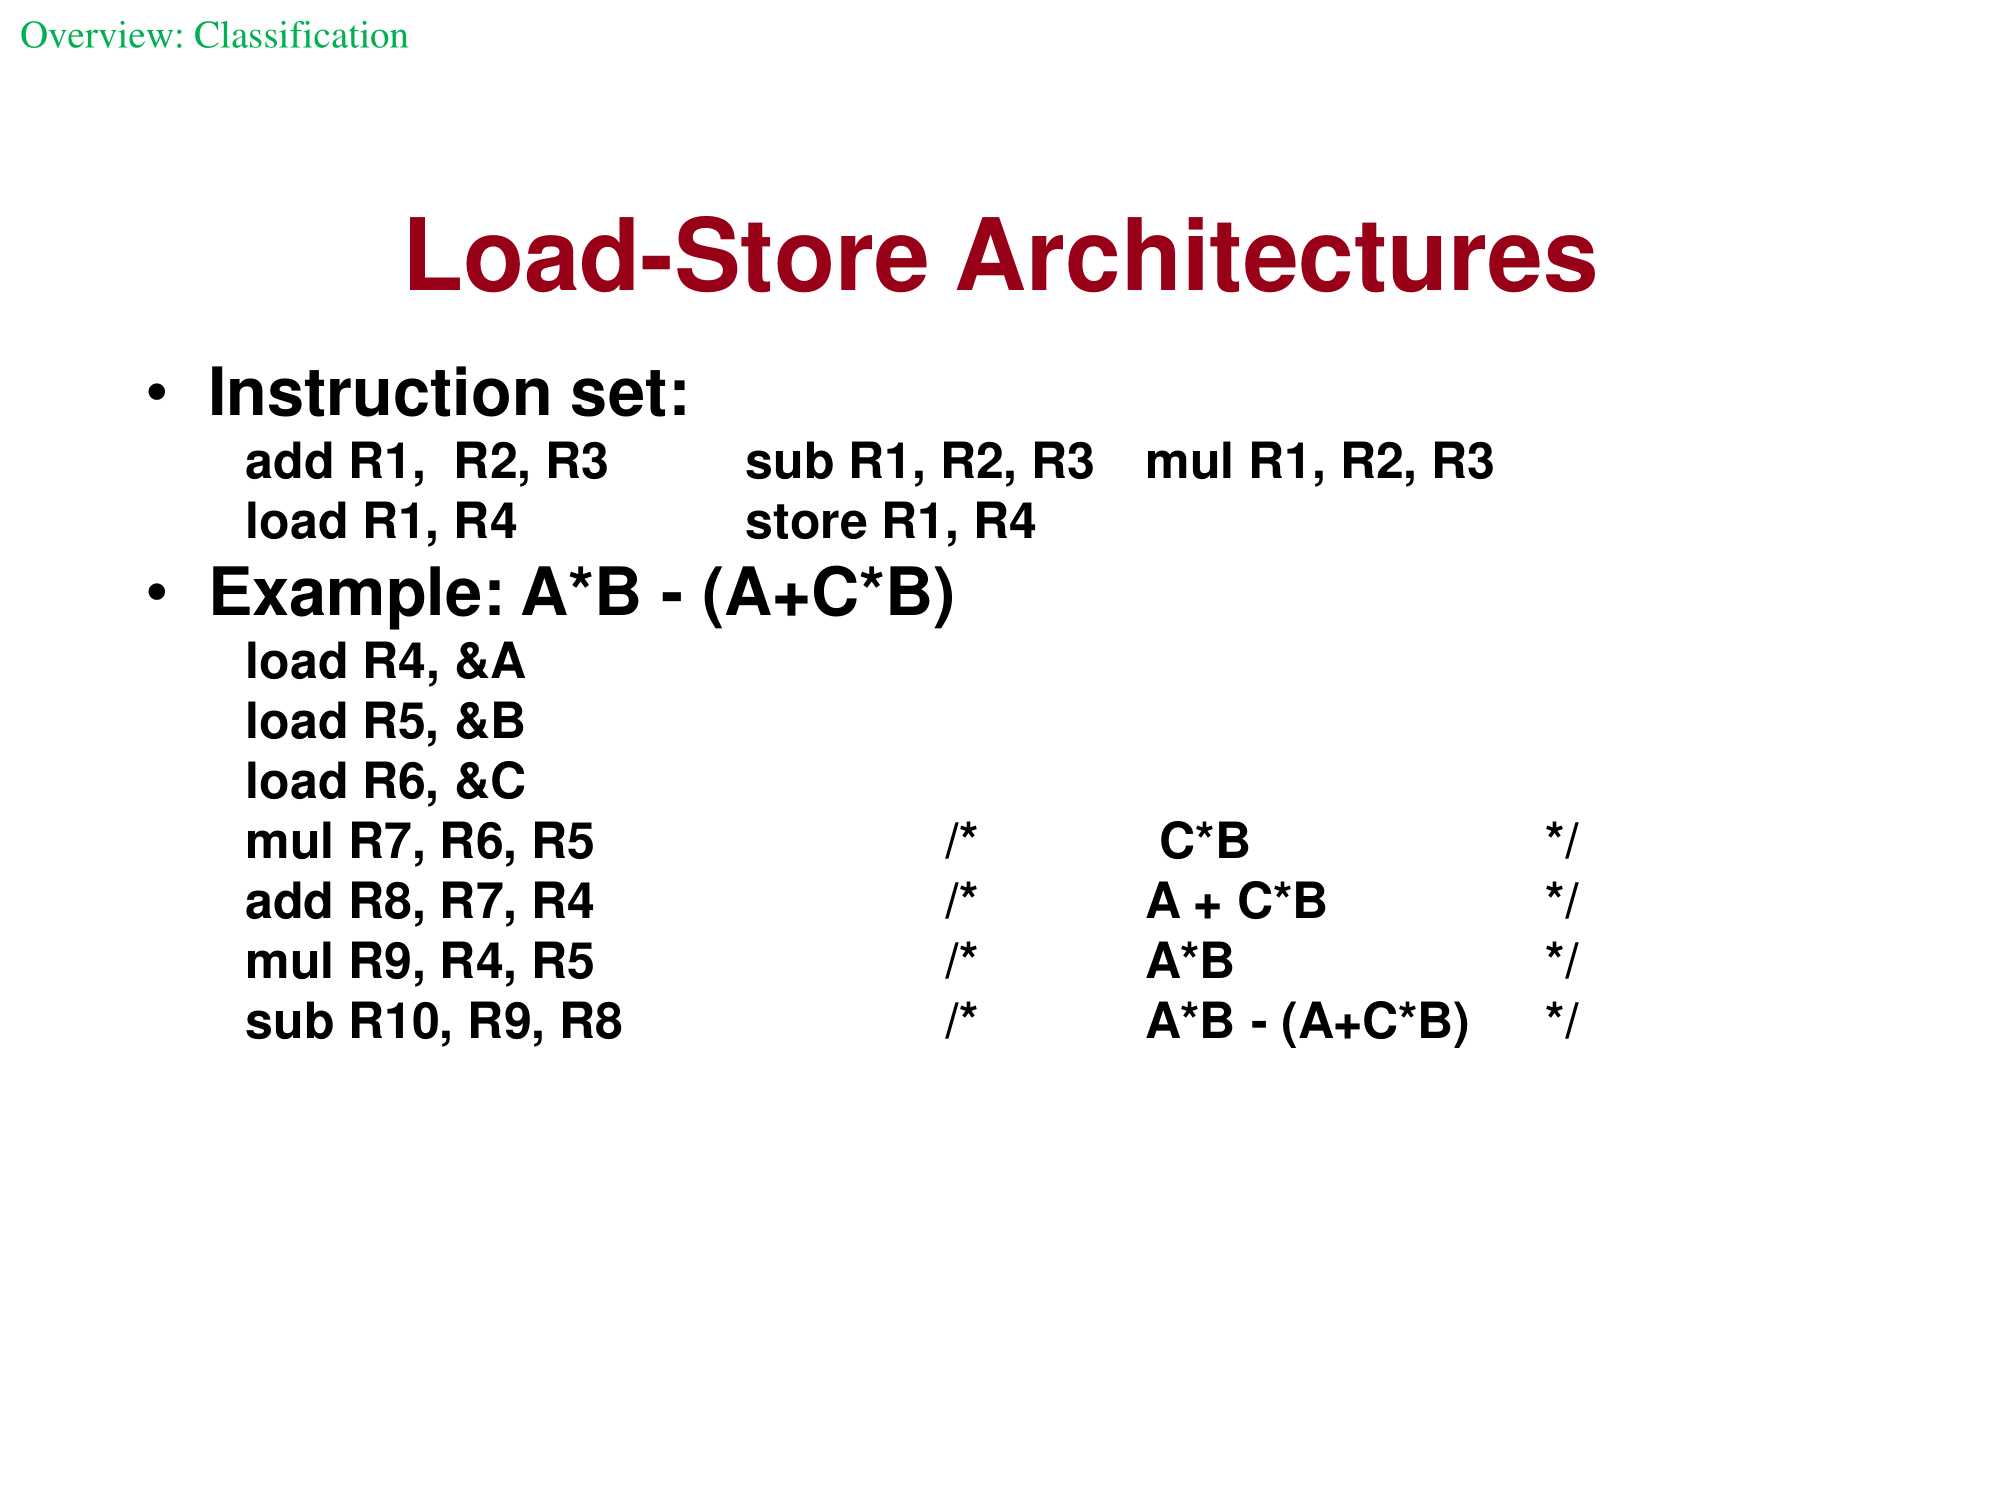 Overview: Classification
Load-Store Architectures
• Instruction set:
add R1, R2, R3 sub R1, R2, R3 mul R1, R2, R3
load R1, R4 store R1, R4
• Example: A*B - (A+C*B)
load R4, &A
load R5, &B
load R6, &C
mul R7, R6, R5 /* C*B */
add R8, R7, R4 /* A + C*B */
mul R9, R4, R5 /* A*B */
sub R10, R9, R8 /* A*B - (A+C*B) */